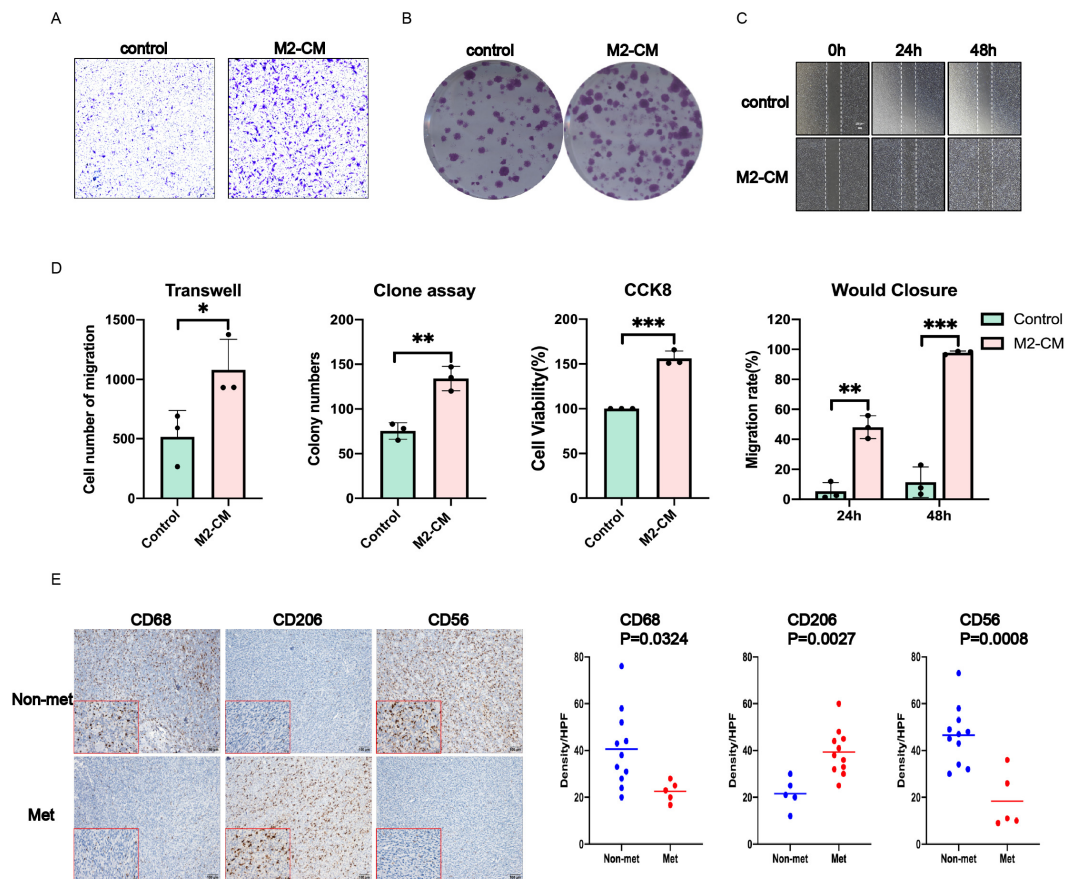 A
control
M2-CM
B
control
M2-CM
C
0h
24h
48h
control
M2-CM
D
Transwell
*
Cell number of migration
1500
1000
500
0
Control
M2-CM
Clone assay
**
Colony numbers
200
150
100
50
0
Control
M2-CM
CCK8
***
Cell Viability(%)
200
150
100
50
0
Control
M2-CM
Would Closure
**
***
Migration rate(%)
120
100
80
60
40
20
0
24h
48h
Control
M2-CM
E
CD68
CD206
CD56
Non-met
Met
CD68
P=0.0324
Density/HPF
80
60
40
20
0
Non-met
Met
CD206
P=0.0027
Density/HPF
80
60
40
20
0
Non-met
Met
CD56
P=0.0008
Density/HPF
80
60
40
20
0
Non-met
Met